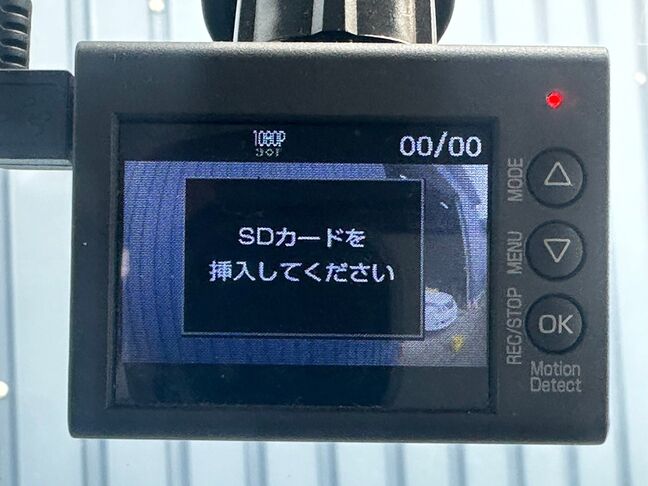 1080P
00/00
SDカードを
挿入してください
MODE
MENU
REC/STOP
OK
Motion
Detect